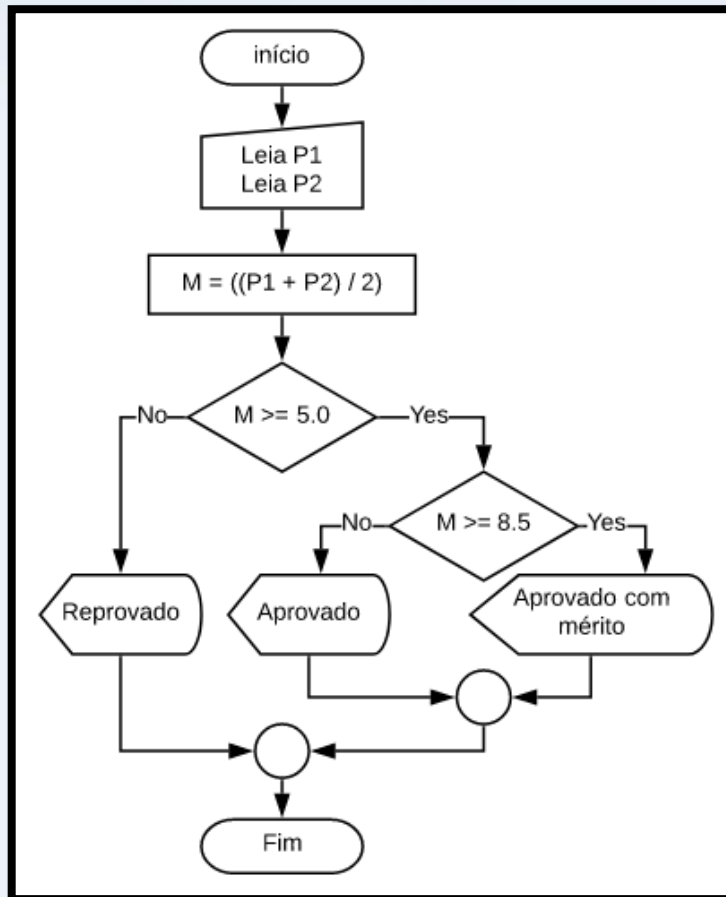 início
Leia P1
Leia P2
M = ((P1 + P2) / 2)
M >= 5.0
No
Yes
M >= 8.5
No
Yes
Reprovado
Aprovado
Aprovado com
mérito
Fim